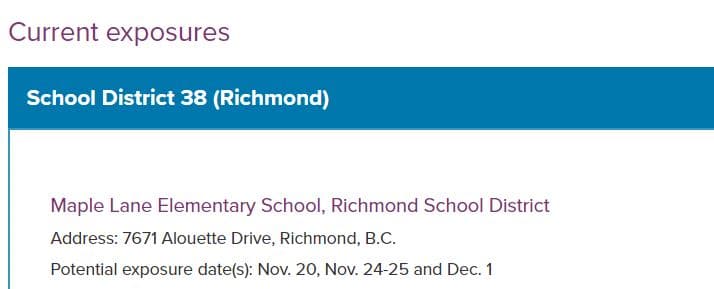 Current exposures
School District 38 (Richmond)
Maple Lane Elementary School, Richmond School District
Address: 7671 Alouette Drive, Richmond, B.C.
Potential exposure date(s): Nov. 20, Nov. 24-25 and Dec. 1